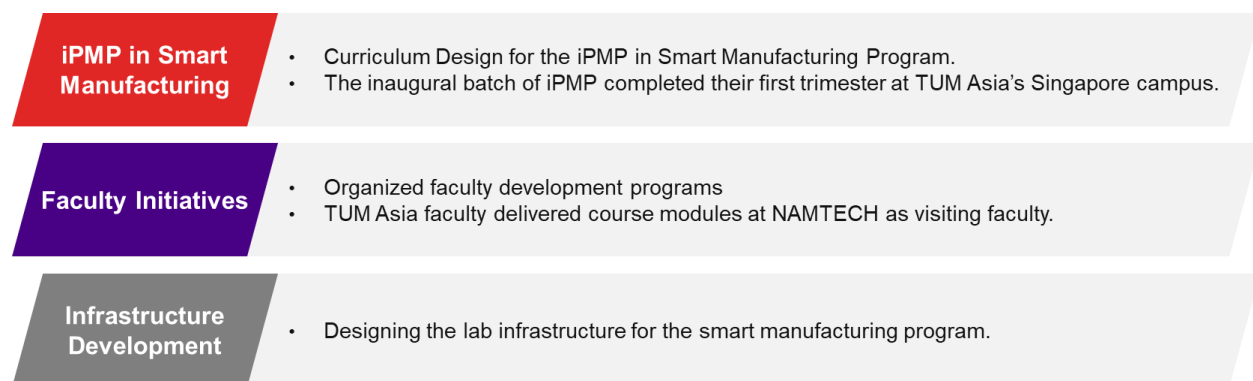 iPMP in Smart
Manufacturing
• Curriculum Design for the iPMP in Smart Manufacturing Program.
• The inaugural batch of iPMP completed their first trimester at TUM Asia’s Singapore campus.
Faculty Initiatives
• Organized faculty development programs
• TUM Asia faculty delivered course modules at NAMTECH as visiting faculty.
Infrastructure
Development
• Designing the lab infrastructure for the smart manufacturing program.